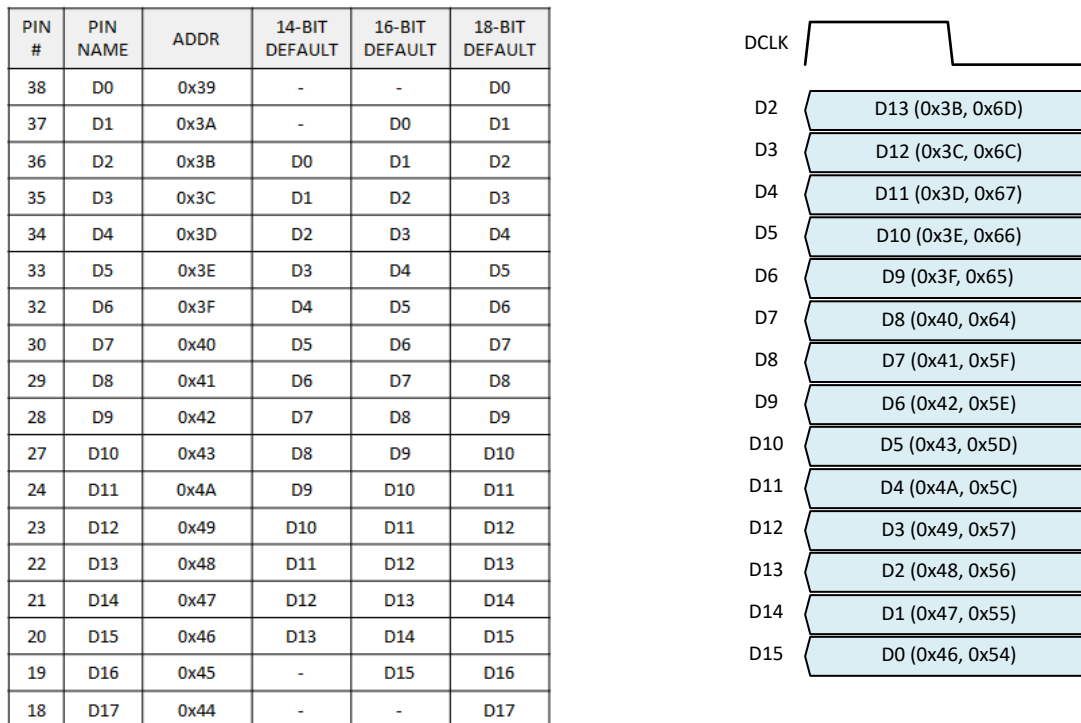 PIN # PIN NAME ADDR 14-BIT DEFAULT 16-BIT DEFAULT 18-BIT DEFAULT
38 D0 0x39 - - D0
37 D1 0x3A - D0 D1
36 D2 0x3B D0 D1 D2
35 D3 0x3C D1 D2 D3
34 D4 0x3D D2 D3 D4
33 D5 0x3E D3 D4 D5
32 D6 0x3F D4 D5 D6
30 D7 0x40 D5 D6 D7
29 D8 0x41 D6 D7 D8
28 D9 0x42 D7 D8 D9
27 D10 0x43 D8 D9 D10
24 D11 0x4A D9 D10 D11
23 D12 0x49 D10 D11 D12
22 D13 0x48 D11 D12 D13
21 D14 0x47 D12 D13 D14
20 D15 0x46 D13 D14 D15
19 D16 0x45 - D15 D16
18 D17 0x44 - - D17
DCLK
D2 D13 (0x3B, 0x6D)
D3 D12 (0x3C, 0x6C)
D4 D11 (0x3D, 0x67)
D5 D10 (0x3E, 0x66)
D6 D9 (0x3F, 0x65)
D7 D8 (0x40, 0x64)
D8 D7 (0x41, 0x5F)
D9 D6 (0x42, 0x5E)
D10 D5 (0x43, 0x5D)
D11 D4 (0x4A, 0x5C)
D12 D3 (0x49, 0x57)
D13 D2 (0x48, 0x56)
D14 D1 (0x47, 0x55)
D15 D0 (0x46, 0x54)